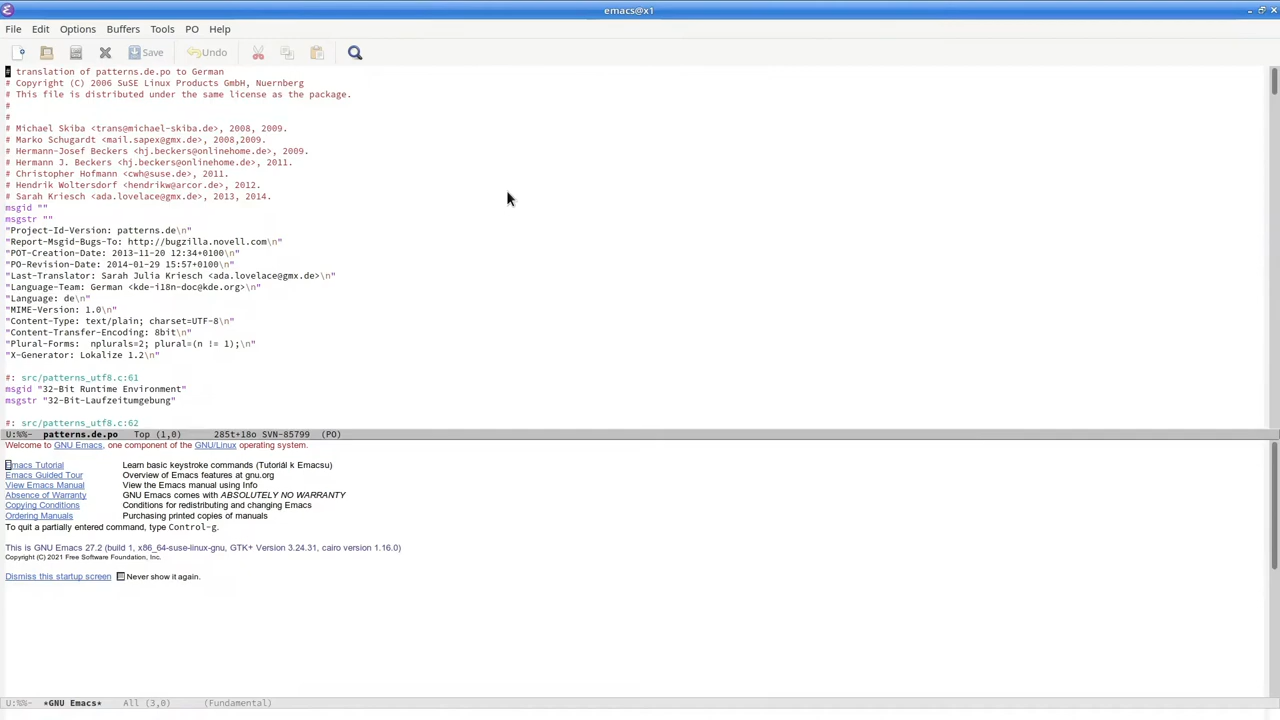 emacs@x1
File Edit Options Buffers Tools PO Help
Save Undo
# translation of patterns.de.po to German
# Copyright (C) 2006 SuSE Linux Products GmbH, Nuernberg
# This file is distributed under the same license as the package.
#
#
# Michael Skiba <trans@michael-skiba.de>, 2008, 2009.
# Marko Schugardt <mail.sapex@gmx.de>, 2008,2009.
# Hermann-Josef Beckers <hj.beckers@onlinehome.de>, 2009.
# Hermann J. Beckers <hj.beckers@onlinehome.de>, 2011.
# Christopher Hofmann <cwh@suse.de>, 2011.
# Hendrik Woltersdorf <hendrikw@arcor.de>, 2012.
# Sarah Kriesch <ada.lovelace@gmx.de>, 2013, 2014.
msgid ""
msgstr ""
"Project-Id-Version: patterns.de\n"
"Report-Msgid-Bugs-To: http://bugzilla.novell.com\n"
"POT-Creation-Date: 2013-11-20 12:34+0100\n"
"PO-Revision-Date: 2014-01-29 15:57+0100\n"
"Last-Translator: Sarah Julia Kriesch <ada.lovelace@gmx.de>\n"
"Language-Team: German <kde-i18n-doc@kde.org>\n"
"Language: de\n"
"MIME-Version: 1.0\n"
"Content-Type: text/plain; charset=UTF-8\n"
"Content-Transfer-Encoding: 8bit\n"
"Plural-Forms:  nplurals=2; plural=(n != 1);\n"
"X-Generator: Lokalize 1.2\n"
#: src/patterns_utf8.c:61
msgid "32-Bit Runtime Environment"
msgstr "32-Bit-Laufzeitumgebung"
#: src/patterns_utf8.c:62
U:%%-  patterns.de.po   Top (1,0)      285t+18o SVN-85799  (PO)
Welcome to GNU Emacs, one component of the GNU/Linux operating system.
Emacs Tutorial Learn basic keystroke commands (Tutoriál k Emacsu)
Emacs Guided Tour Overview of Emacs features at gnu.org
View Emacs Manual View the Emacs manual using Info
Absence of Warranty GNU Emacs comes with ABSOLUTELY NO WARRANTY
Copying Conditions Conditions for redistributing and changing Emacs
Ordering Manuals Purchasing printed copies of manuals
To quit a partially entered command, type Control-g.
This is GNU Emacs 27.2 (build 1, x86_64-suse-linux-gnu, GTK+ Version 3.24.31, cairo version 1.16.0)
Copyright (C) 2021 Free Software Foundation, Inc.
Dismiss this startup screen Never show it again.
U:%%-  *GNU Emacs*    All (3,0)      (Fundamental)